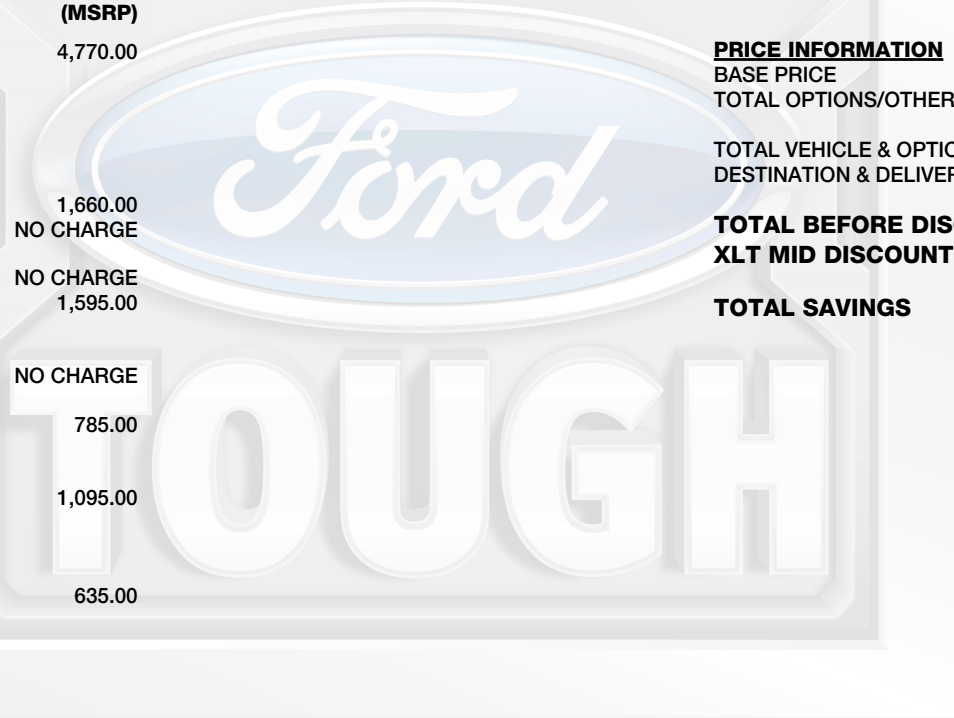 (MSRP)
4,770.00
1,660.00
NO CHARGE
NO CHARGE
1,595.00
NO CHARGE
785.00
1,095.00
635.00
PRICE INFORMATION
BASE PRICE
TOTAL OPTIONS/OTHER
TOTAL VEHICLE & OPTIO
DESTINATION & DELIVER
TOTAL BEFORE DIS
XLT MID DISCOUNT
TOTAL SAVINGS
Ford
TOUGH